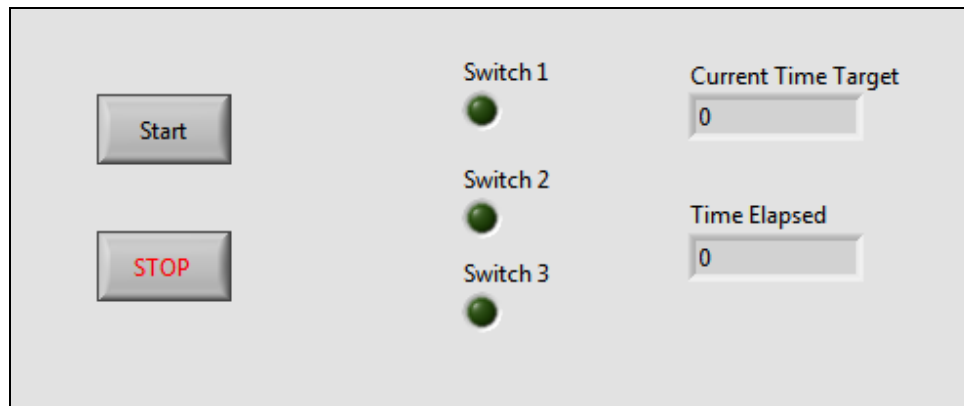 Start
STOP
Switch 1
Switch 2
Switch 3
Current Time Target
0
Time Elapsed
0